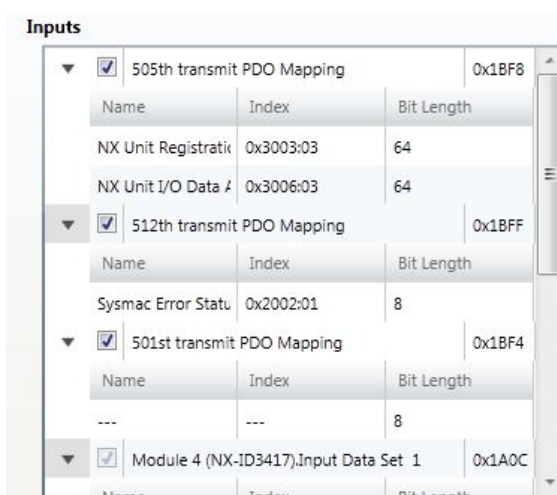 Inputs
505th transmit PDO Mapping 0x1BF8
Name Index Bit Length
NX Unit 0x3003:03 64
NX Unit I/O Data 0x3006:03 64
512th transmit PDO Mapping 0x1BFF
Name Index Bit Length
Sysmac Error Statu 0x2002:01 8
501st transmit PDO Mapping 0x1BF4
Name Index Bit Length
--- --- 8
Module 4 (NX-ID3417).Input Data Set 1 0x1A0C